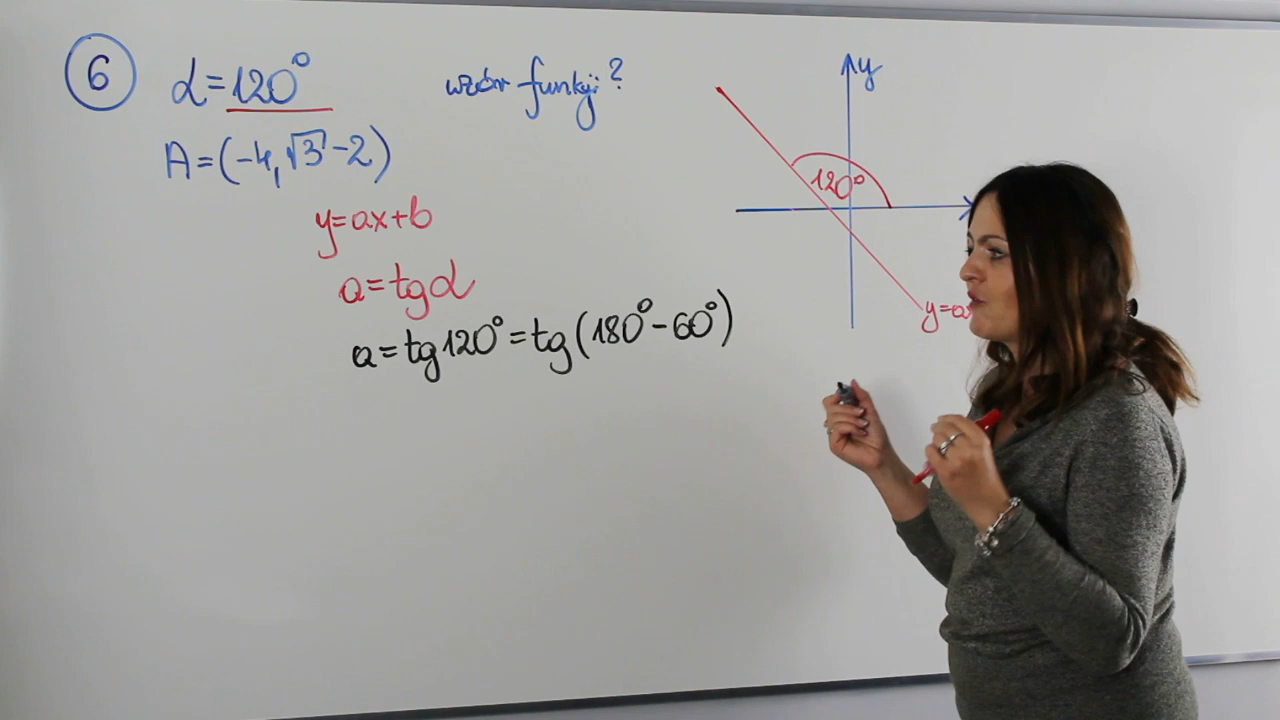 6
α=120°
wzór funkcji?
A=(-4,√3-2)
y=ax+b
a=tgα
a=tg120°=tg(180°-60°)
y
120°
y=a